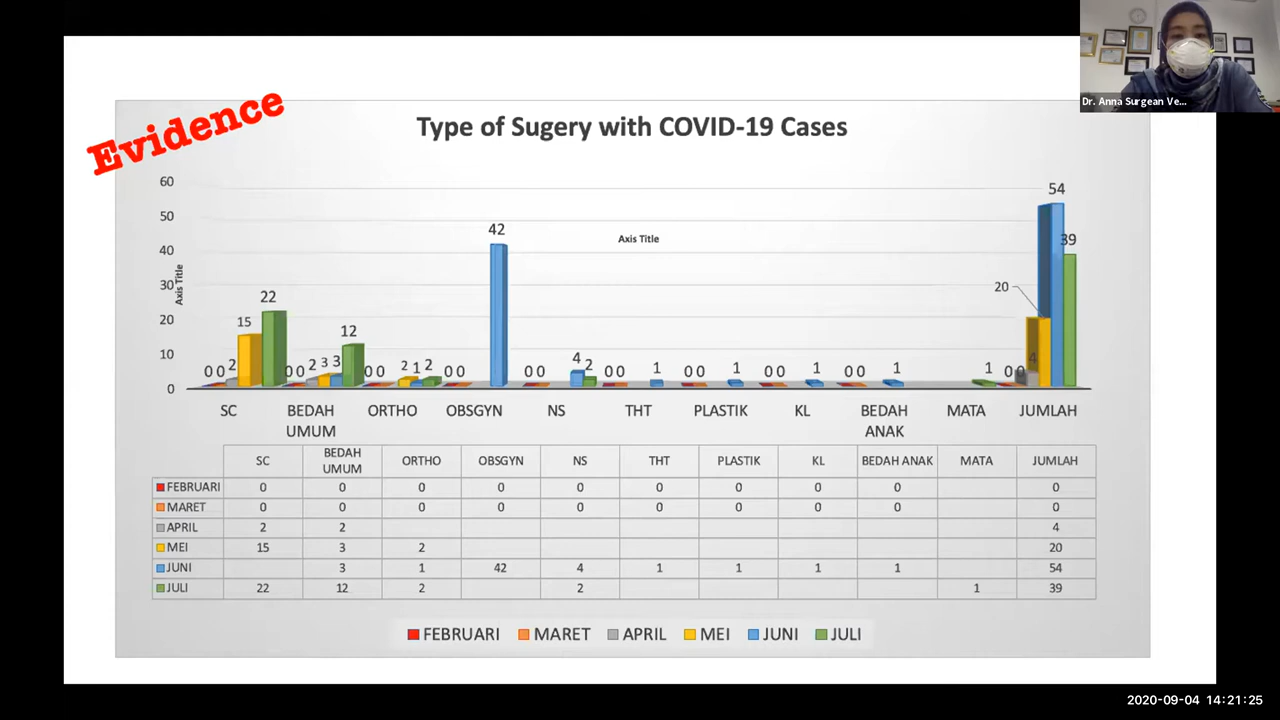 Evidence
Type of Sugery with COVID-19 Cases
Dr. Anna Surgean Ve...
Axis Title
Axis Title
60
50
40
30
20
10
0
0 0 2 15 22
0 0 2 3 3 12
0 0 2 1 2
0 0 42
0 0 4 2
0 0 1
0 0 1
0 0 1
0 0 1
1
0 0 4 20 54 39
SC BEDAH UMUM ORTHO OBSGYN NS THT PLASTIK KL BEDAH ANAK MATA JUMLAH
SC BEDAH UMUM ORTHO OBSGYN NS THT PLASTIK KL BEDAH ANAK MATA JUMLAH
FEBRUARI 0 0 0 0 0 0 0 0 0 0
MARET 0 0 0 0 0 0 0 0 0 0
APRIL 2 2 4
MEI 15 3 2 20
JUNI 3 1 42 4 1 1 1 1 54
JULI 22 12 2 2 1 39
FEBRUARI MARET APRIL MEI JUNI JULI
2020-09-04 14:21:25